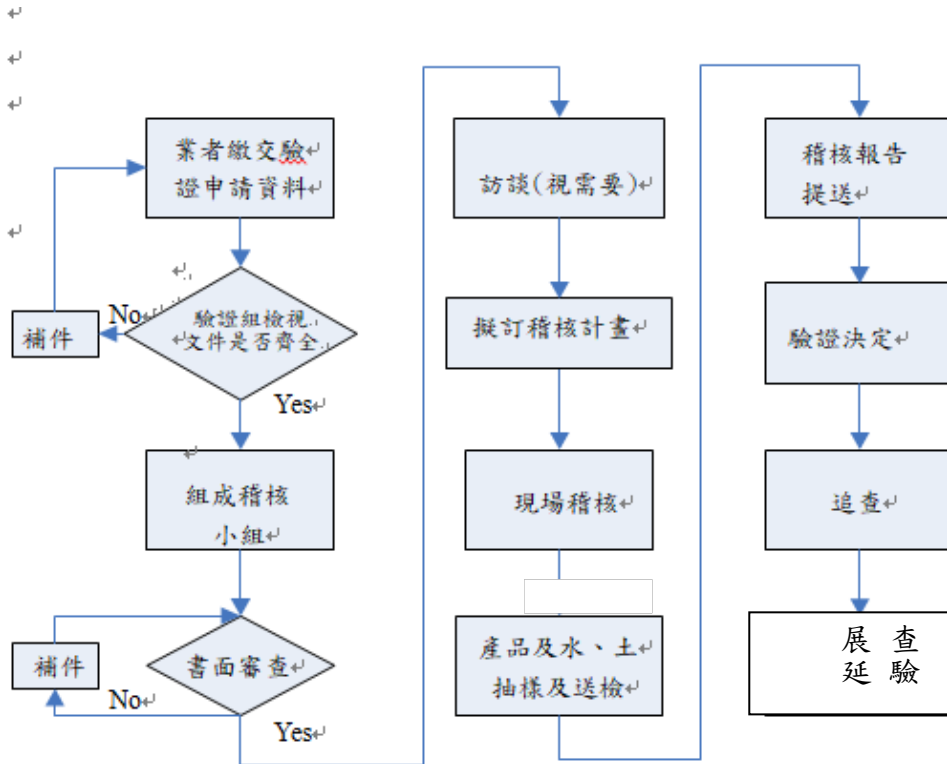 業者繳交驗
證申請資料
No
驗證組檢視
文件是否齊全
補件
Yes
組成稽核
小組
補件
書面審查
No
Yes
訪談(視需要)
擬訂稽核計畫
現場稽核
產品及水、土
抽樣及送檢
稽核報告
提送
驗證決定
追查
展 查
延 驗